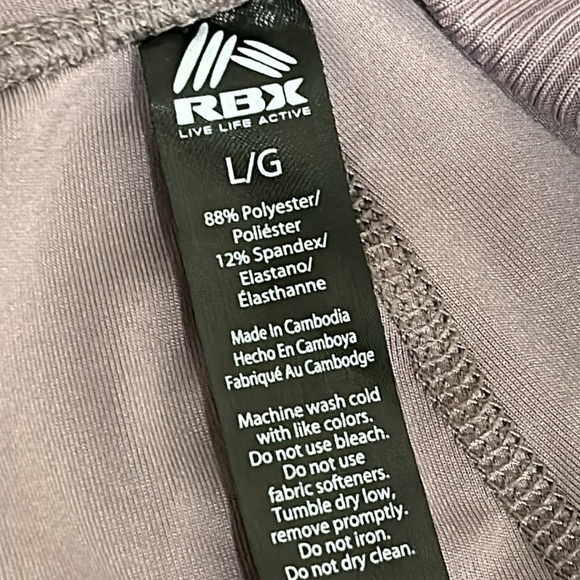 RBX
LIVE LIFE ACTIVE
L/G
88% Polyester/
Poliéster
12% Spandex/
Elastano/
Élasthanne
Made In Cambodia
Hecho En Camboya
Fabriqué Au Cambodge
Machine wash cold
with like colors.
Do not use bleach.
Do not use
fabric softeners.
Tumble dry low,
remove promptly.
Do not iron.
Do not dry clean.